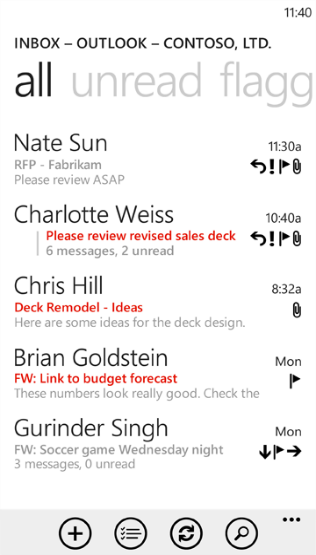 11:40
INBOX – OUTLOOK – CONTOSO, LTD.
all unread flagg
Nate Sun 11:30a
RFP - Fabrikam
Please review ASAP
Charlotte Weiss 10:40a
Please review revised sales deck
6 messages, 2 unread
Chris Hill 8:32a
Deck Remodel - Ideas
Here are some ideas for the deck design.
Brian Goldstein Mon
FW: Link to budget forecast
These numbers look really good. Check the
Gurinder Singh Mon
FW: Soccer game Wednesday night
3 messages, 0 unread